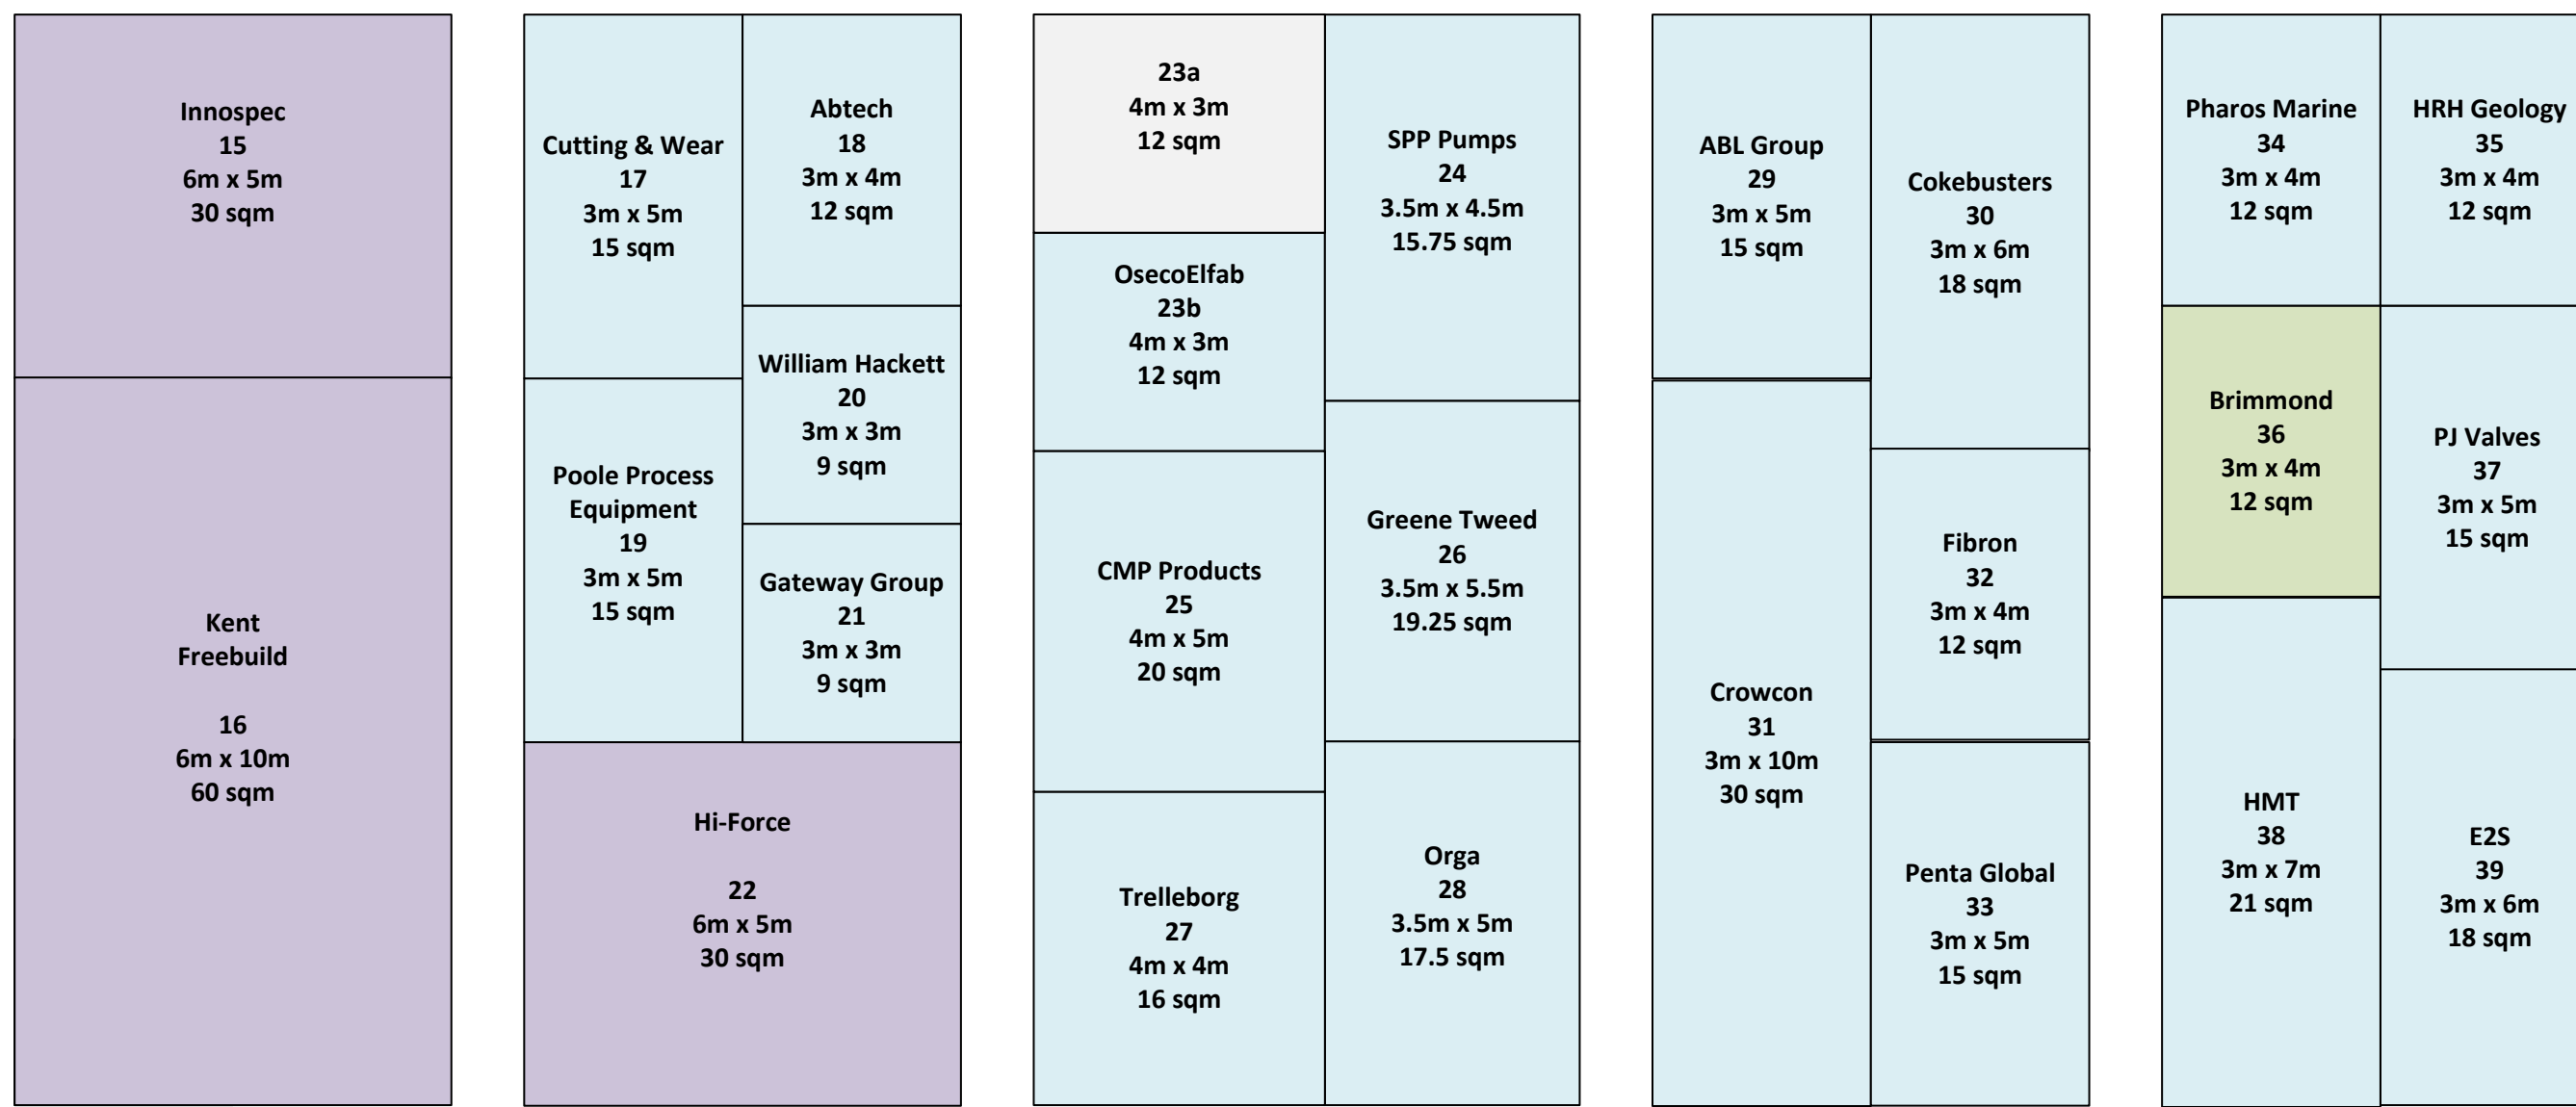 Innospec
15
6m x 5m
30 sqm
Kent
Freebuild
16
6m x 10m
60 sqm
Cutting & Wear
17
3m x 5m
15 sqm
Abtech
18
3m x 4m
12 sqm
Poole Process
Equipment
19
3m x 5m
15 sqm
William Hackett
20
3m x 3m
9 sqm
Gateway Group
21
3m x 3m
9 sqm
Hi-Force
22
6m x 5m
30 sqm
23a
4m x 3m
12 sqm
OsecoElfab
23b
4m x 3m
12 sqm
SPP Pumps
24
3.5m x 4.5m
15.75 sqm
CMP Products
25
4m x 5m
20 sqm
Greene Tweed
26
3.5m x 5.5m
19.25 sqm
Trelleborg
27
4m x 4m
16 sqm
Orga
28
3.5m x 5m
17.5 sqm
ABL Group
29
3m x 5m
15 sqm
Cokebusters
30
3m x 6m
18 sqm
Crowcon
31
3m x 10m
30 sqm
Fibron
32
3m x 4m
12 sqm
Penta Global
33
3m x 5m
15 sqm
Pharos Marine
34
3m x 4m
12 sqm
HRH Geology
35
3m x 4m
12 sqm
Brimmond
36
3m x 4m
12 sqm
PJ Valves
37
3m x 5m
15 sqm
HMT
38
3m x 7m
21 sqm
E2S
39
3m x 6m
18 sqm